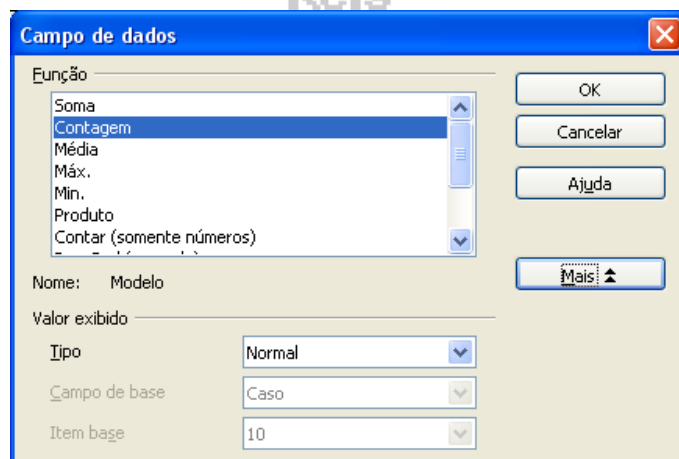 Campo de dados
Função
OK
Soma
Contagem
Cancelar
Média
Máx.
Ajuda
Min.
Produto
Contar (somente números)
Mais
Nome: Modelo
Valor exibido
Tipo Normal
Campo de base Caso
Item base 10